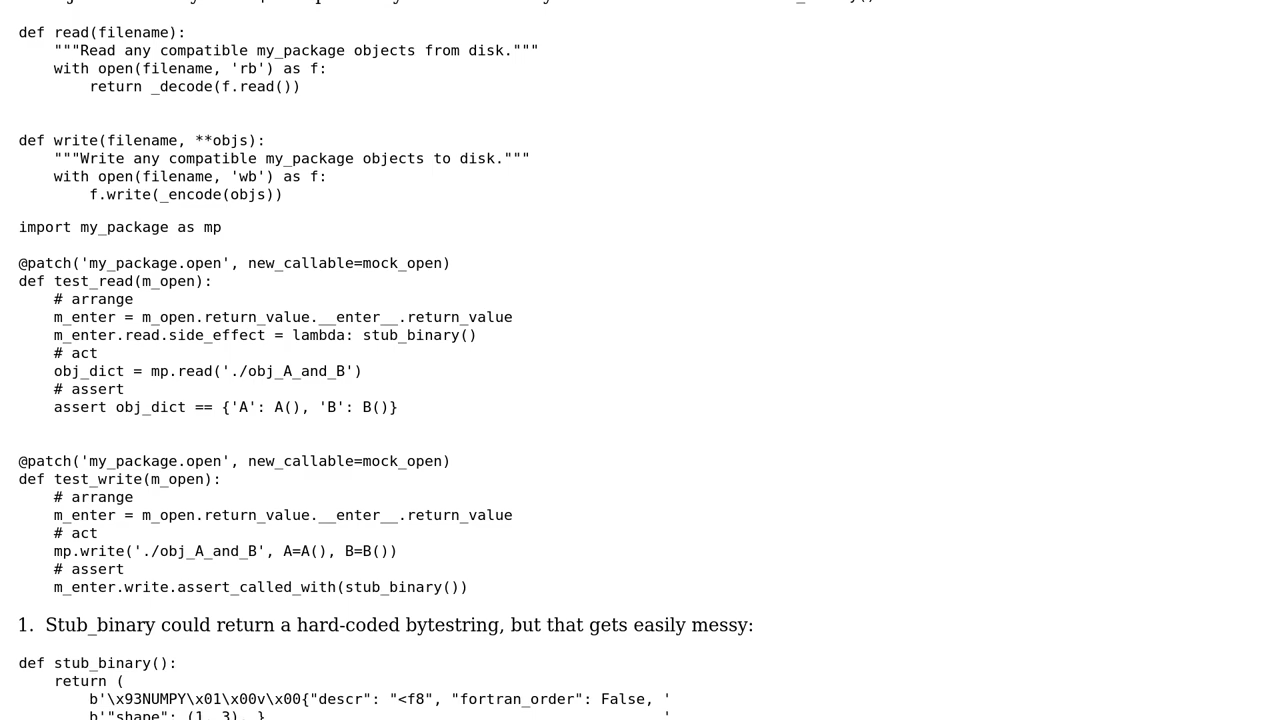 def read(filename):
    """Read any compatible my_package objects from disk."""
    with open(filename, 'rb') as f:
        return _decode(f.read())
def write(filename, **objs):
    """Write any compatible my_package objects to disk."""
    with open(filename, 'wb') as f:
        f.write(_encode(objs))
import my_package as mp
@patch('my_package.open', new_callable=mock_open)
def test_read(m_open):
    # arrange
    m_enter = m_open.return_value.__enter__.return_value
    m_enter.read.side_effect = lambda: stub_binary()
    # act
    obj_dict = mp.read('./obj_A_and_B')
    # assert
    assert obj_dict == {'A': A(), 'B': B()}
@patch('my_package.open', new_callable=mock_open)
def test_write(m_open):
    # arrange
    m_enter = m_open.return_value.__enter__.return_value
    # act
    mp.write('./obj_A_and_B', A=A(), B=B())
    # assert
    m_enter.write.assert_called_with(stub_binary())
1. Stub_binary could return a hard-coded bytestring, but that gets easily messy:
def stub_binary():
    return (
        b'\x93NUMPY\x01\x00v\x00{"descr": "<f8", "fortran_order": False, '
        b'"shape": (1, 3), }                                             '